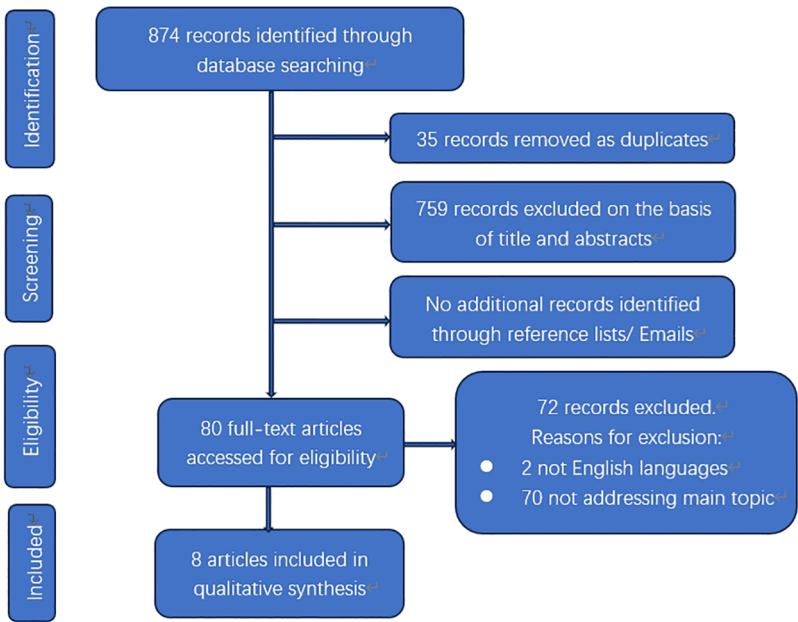 Identification
874 records identified through
database searching
35 records removed as duplicates
Screening
759 records excluded on the basis
of title and abstracts
No additional records identified
through reference lists/ Emails
Eligibility
80 full-text articles
accessed for eligibility
72 records excluded.
Reasons for exclusion:
2 not English languages
70 not addressing main topic
Included
8 articles included in
qualitative synthesis